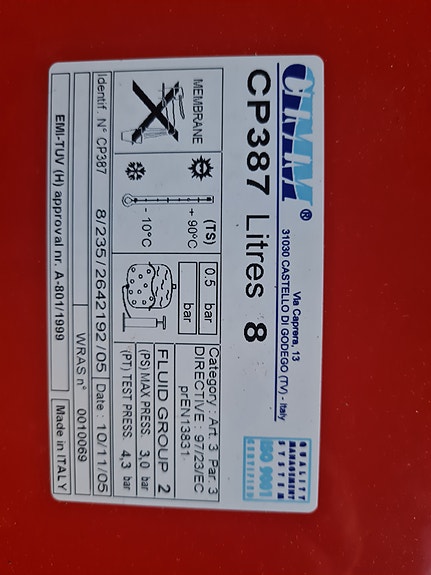 CIMM®
Via Caprera, 13
31030 CASTELLO DI GODEGO (TV) - Italy
QUALITY
MANAGEMENT
SYSTEM
ISO 9001
CERTIFIED
CP387 Litres 8
MEMBRANE
(TS)
+ 90°C
- 10°C
0,5 bar
bar
Category : Art. 3 Par. 3
DIRECTIVE : 97/23/EC
prEN13831
FLUID GROUP 2
(PS) MAX PRESS. 3,0 bar
(PT) TEST PRESS. 4,3 bar
Identif. N° CP387 8/235/2642192/05 Date : 10/11/05
WRAS n° 0010069
EMI-TUV (H) approval nr. A-801/1999
Made in ITALY